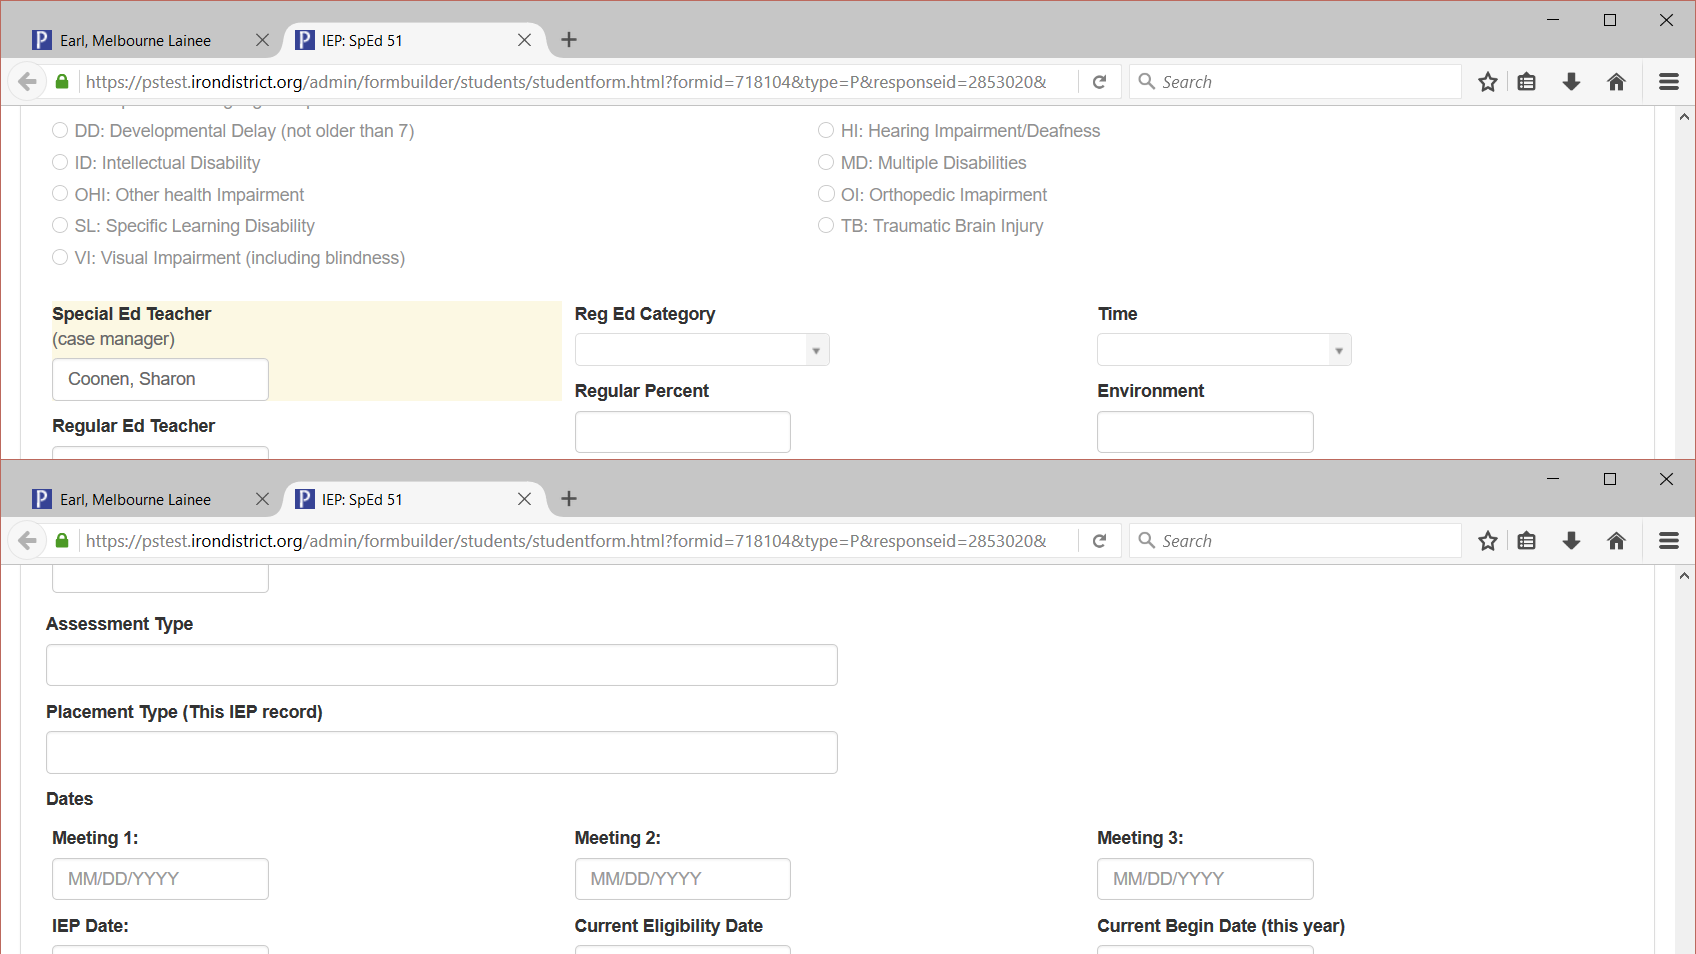 Earl, Melbourne Lainee IEP: SpEd 51
https://pstest.irondistrict.org/admin/formbuilder/students/studentform.html?formid=718104&type=P&responseid=2853020& Search
DD: Developmental Delay (not older than 7) HI: Hearing Impairment/Deafness
ID: Intellectual Disability MD: Multiple Disabilities
OHI: Other health Impairment OI: Orthopedic Imapirment
SL: Specific Learning Disability TB: Traumatic Brain Injury
VI: Visual Impairment (including blindness)
Special Ed Teacher Reg Ed Category Time
(case manager)
Coonen, Sharon
Regular Percent Environment
Regular Ed Teacher
Earl, Melbourne Lainee IEP: SpEd 51
https://pstest.irondistrict.org/admin/formbuilder/students/studentform.html?formid=718104&type=P&responseid=2853020& Search
Assessment Type
Placement Type (This IEP record)
Dates
Meeting 1: Meeting 2: Meeting 3:
MM/DD/YYYY MM/DD/YYYY MM/DD/YYYY
IEP Date: Current Eligibility Date Current Begin Date (this year)